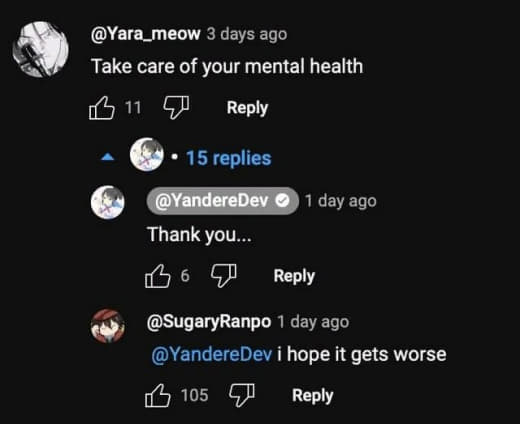 @Yara_meow 3 days ago
Take care of your mental health
11 Reply
15 replies
@YandereDev 1 day ago
Thank you...
6 Reply
@SugaryRanpo 1 day ago
@YandereDev i hope it gets worse
105 Reply